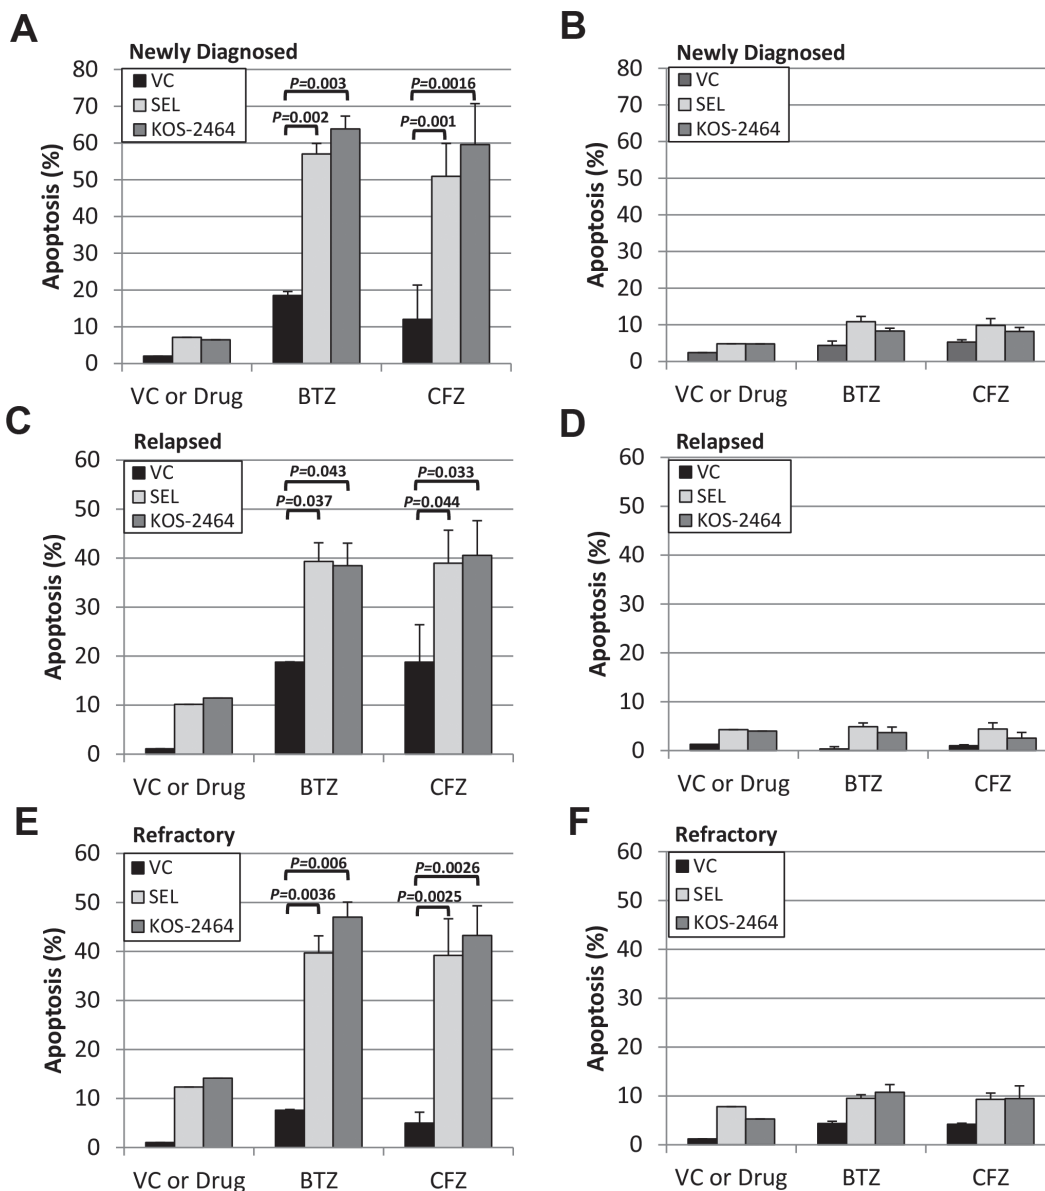 A
Newly Diagnosed
80
70
60
50
40
30
20
10
0
Apoptosis (%)
VC
SEL
KOS-2464
P=0.003
P=0.002
P=0.0016
P=0.001
VC or Drug BTZ CFZ
B
Newly Diagnosed
80
70
60
50
40
30
20
10
0
Apoptosis (%)
VC
SEL
KOS-2464
VC or Drug BTZ CFZ
C
Relapsed
60
50
40
30
20
10
0
Apoptosis (%)
VC
SEL
KOS-2464
P=0.043
P=0.037
P=0.033
P=0.044
VC or Drug BTZ CFZ
D
Relapsed
60
50
40
30
20
10
0
Apoptosis (%)
VC
SEL
KOS-2464
VC or Drug BTZ CFZ
E
Refractory
60
50
40
30
20
10
0
Apoptosis (%)
VC
SEL
KOS-2464
P=0.006
P=0.0036
P=0.0026
P=0.0025
VC or Drug BTZ CFZ
F
Refractory
60
50
40
30
20
10
0
Apoptosis (%)
VC
SEL
KOS-2464
VC or Drug BTZ CFZ